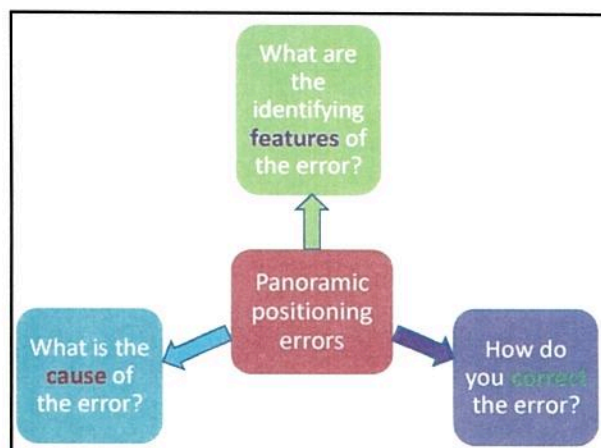 What are
the
identifying
features of
the error?
Panoramic
positioning
errors
What is the
cause of
the error?
How do
you correct
the error?